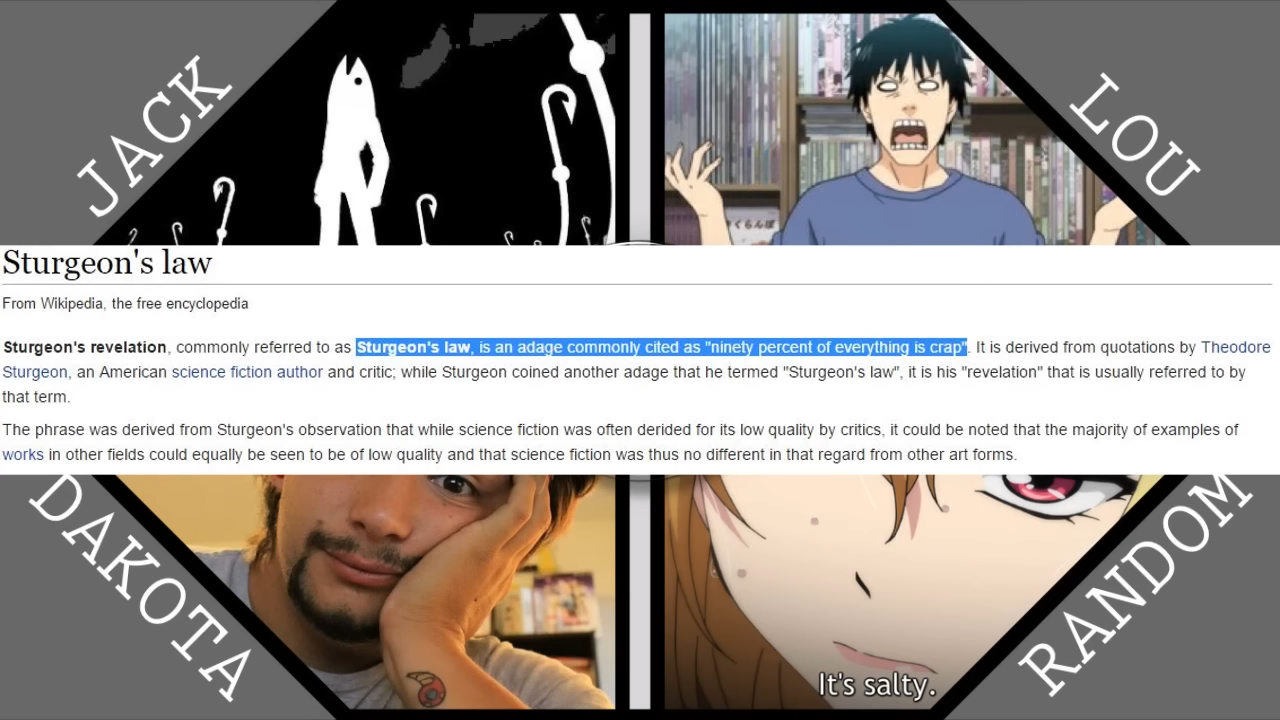 JACK
LOU
さくらんぼ
Sturgeon's law
From Wikipedia, the free encyclopedia
Sturgeon's revelation, commonly referred to as Sturgeon's law, is an adage commonly cited as "ninety percent of everything is crap". It is derived from quotations by Theodore
Sturgeon, an American science fiction author and critic; while Sturgeon coined another adage that he termed "Sturgeon's law", it is his "revelation" that is usually referred to by
that term.
The phrase was derived from Sturgeon's observation that while science fiction was often derided for its low quality by critics, it could be noted that the majority of examples of
works in other fields could equally be seen to be of low quality and that science fiction was thus no different in that regard from other art forms.
DAKOTA
RANDOM
It's salty.